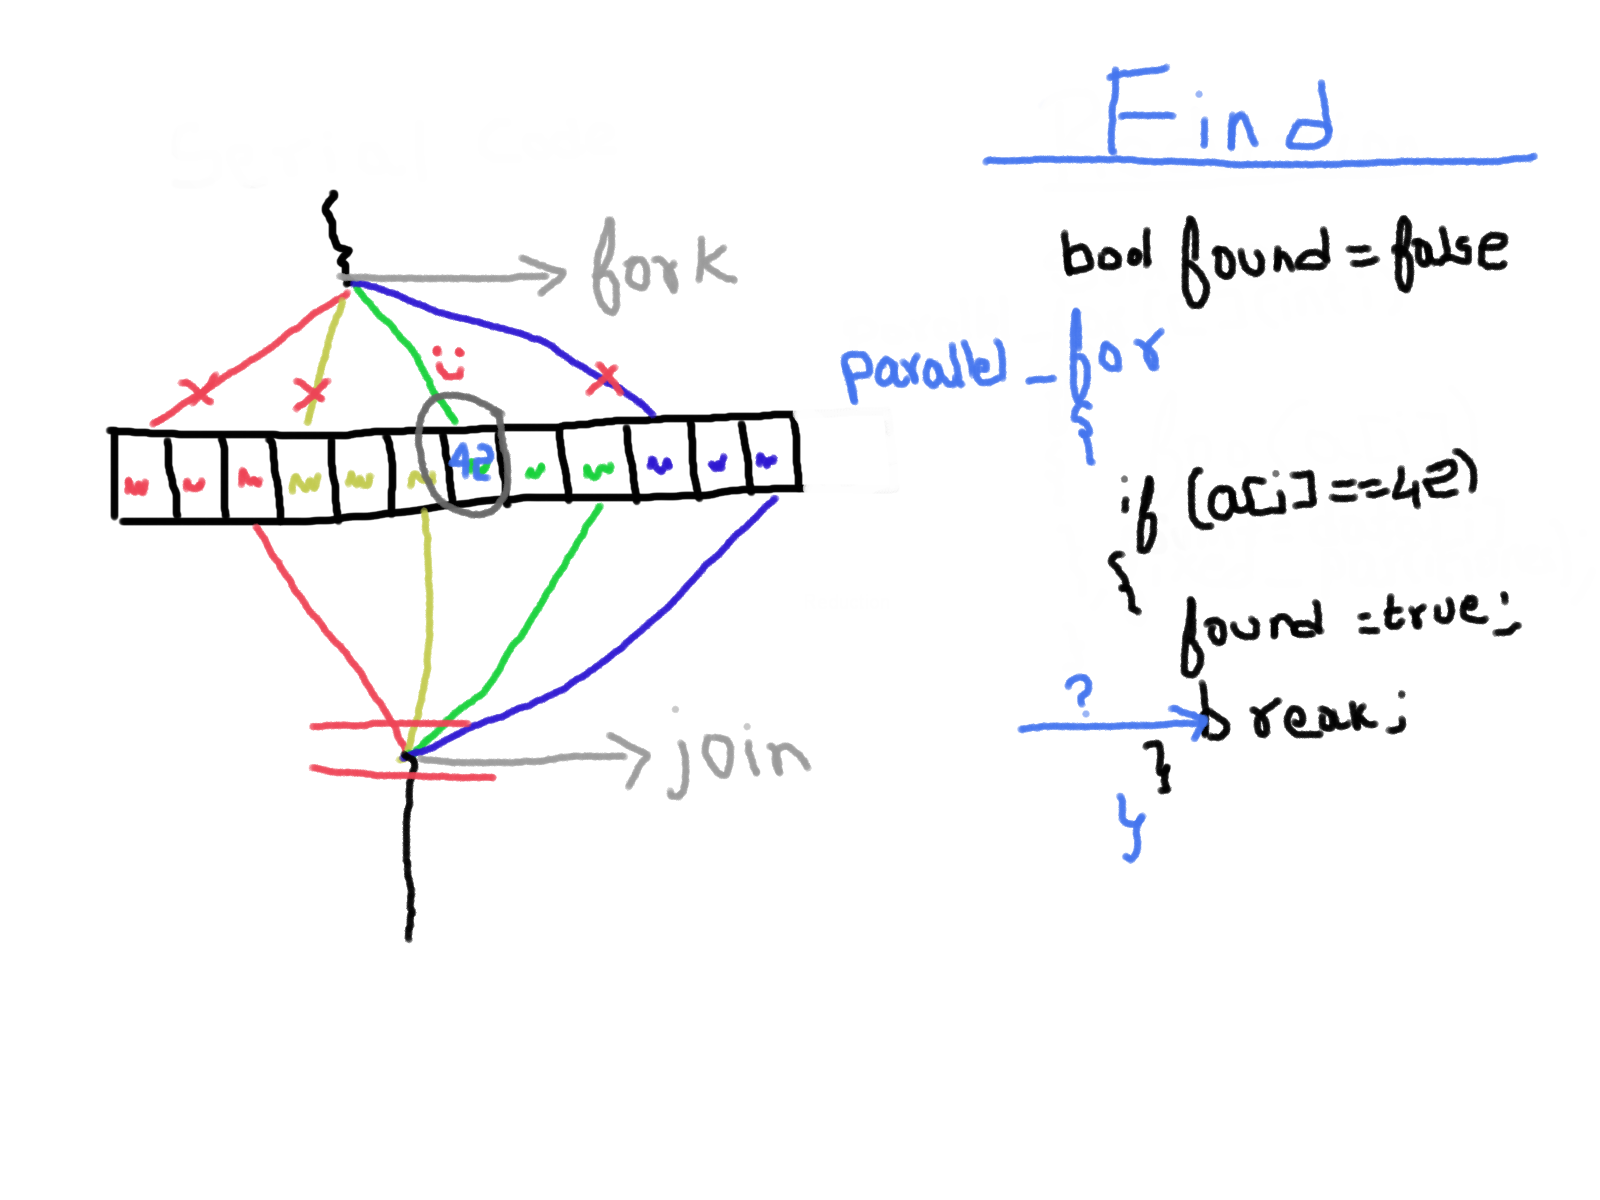 Find
fork
bool found = false
parallel_for
{
42
if (a[i]==42)
{
found =true;
?
break;
join
}
}